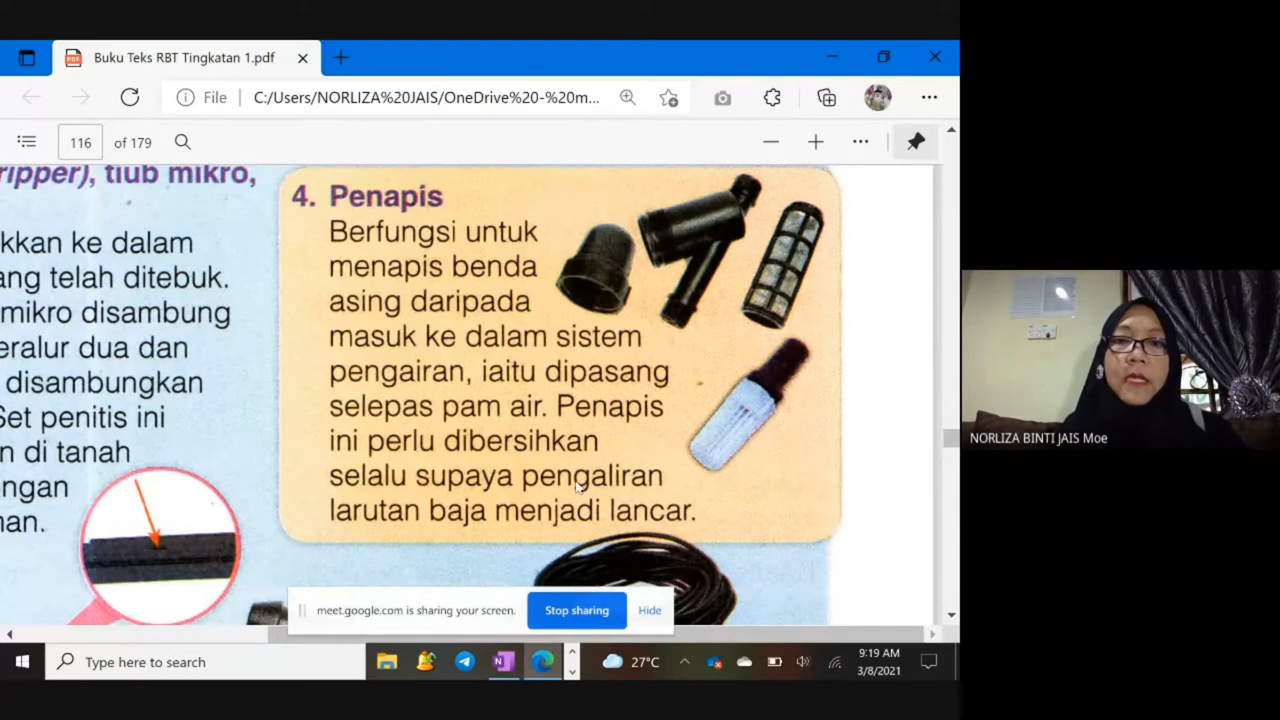 Buku Teks RBT Tingkatan 1.pdf
File
C:/Users/NORLIZA%20JAIS/OneDrive%20-%20m...
116 of 179
ripper), tiub mikro,
kkan ke dalam
ang telah ditebuk.
mikro disambung
eralur dua dan
disambungkan
Set penitis ini
n di tanah
ngan
nan.
4. Penapis
Berfungsi untuk
menapis benda
asing daripada
masuk ke dalam sistem
pengairan, iaitu dipasang
selepas pam air. Penapis
ini perlu dibersihkan
selalu supaya pengaliran
larutan baja menjadi lancar.
meet.google.com is sharing your screen.
Stop sharing
Hide
NORLIZA BINTI JAIS Moe
Type here to search
27°C
9:19 AM
3/8/2021